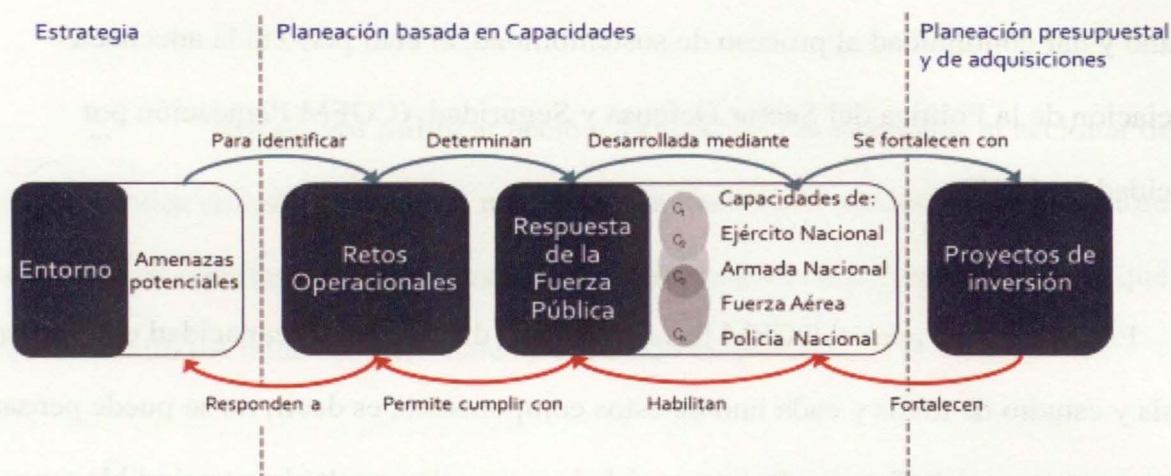 Estrategia
Planeación basada en Capacidades
Planeación presupuestal
y de adquisiciones
Para identificar
Determinan
Desarrollada mediante
Se fortalecen con
Entorno
Amenazas
potenciales
Retos
Operacionales
Respuesta
de la
Fuerza
Pública
Capacidades de:
Ejército Nacional
Armada Nacional
Fuerza Aérea
Policía Nacional
Proyectos de
inversión
Responden a
Permite cumplir con
Habilitan
Fortalecen